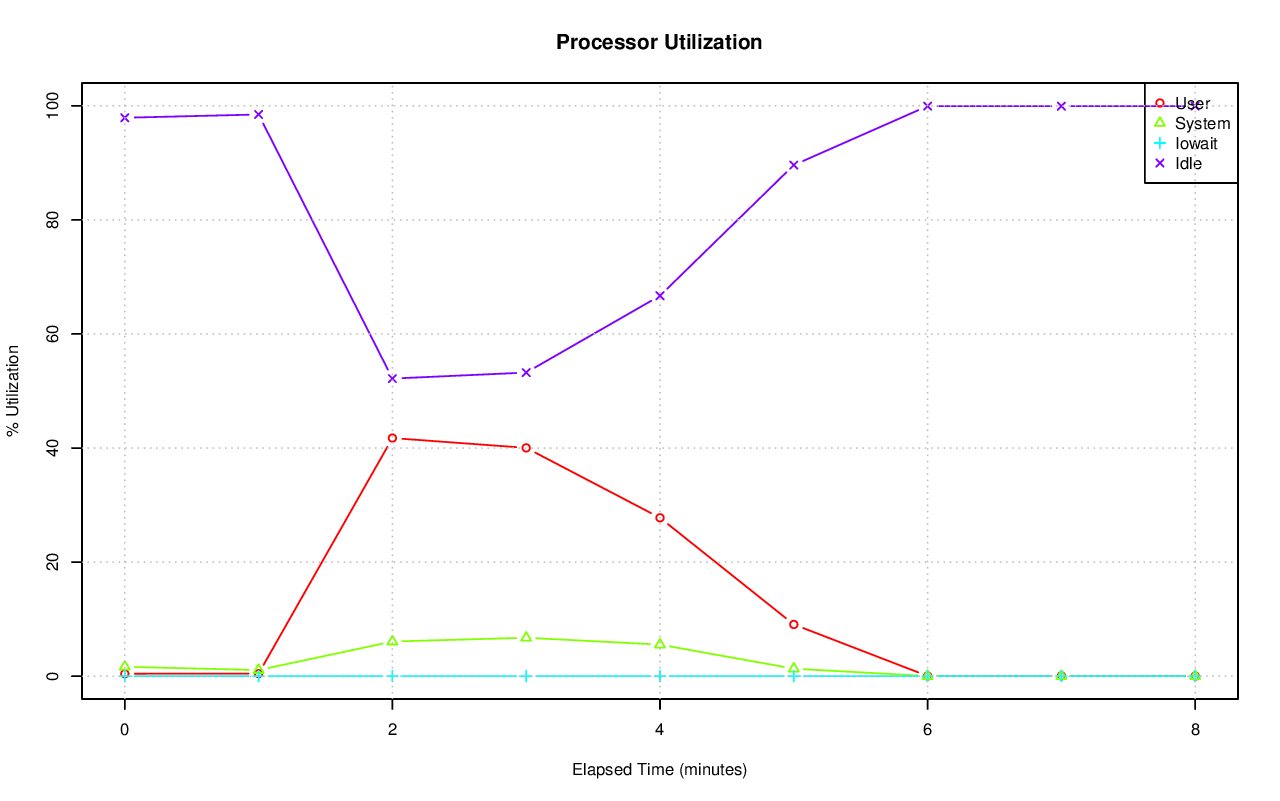 Processor Utilization
100
80
60
40
20
0
% Utilization
User
System
Iowait
Idle
0 2 4 6 8
Elapsed Time (minutes)